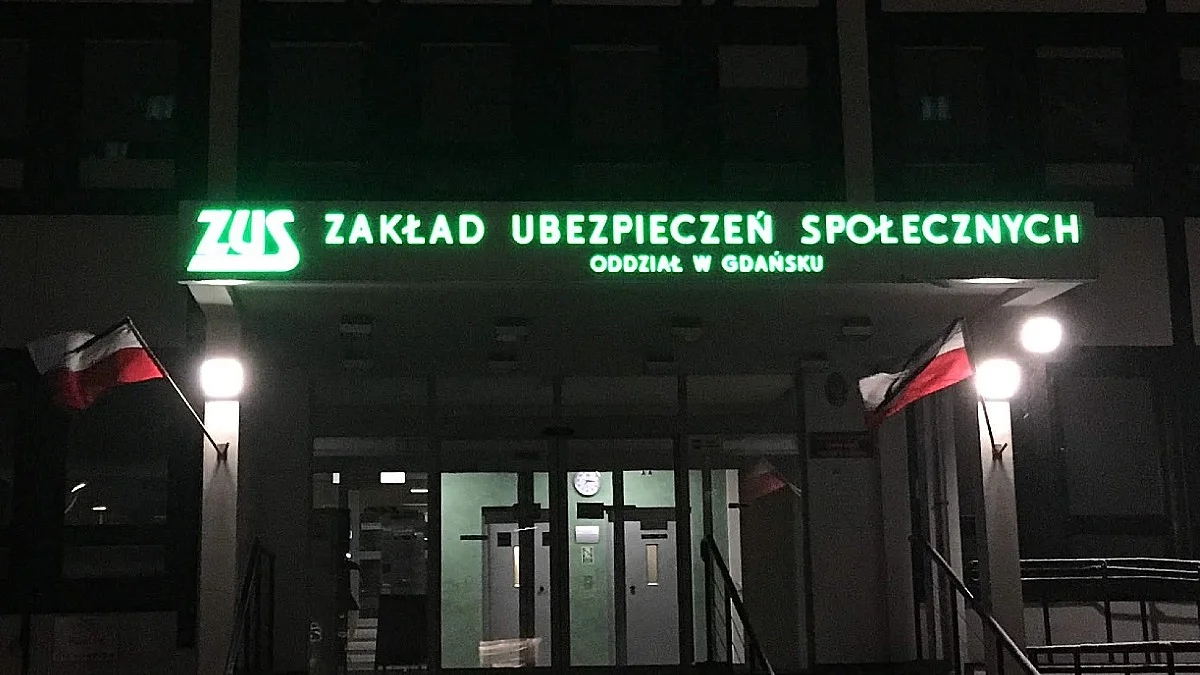 ZUS ZAKŁAD UBEZPIECZEŃ SPOŁECZNYCH
ODDZIAŁ W GDAŃSKU